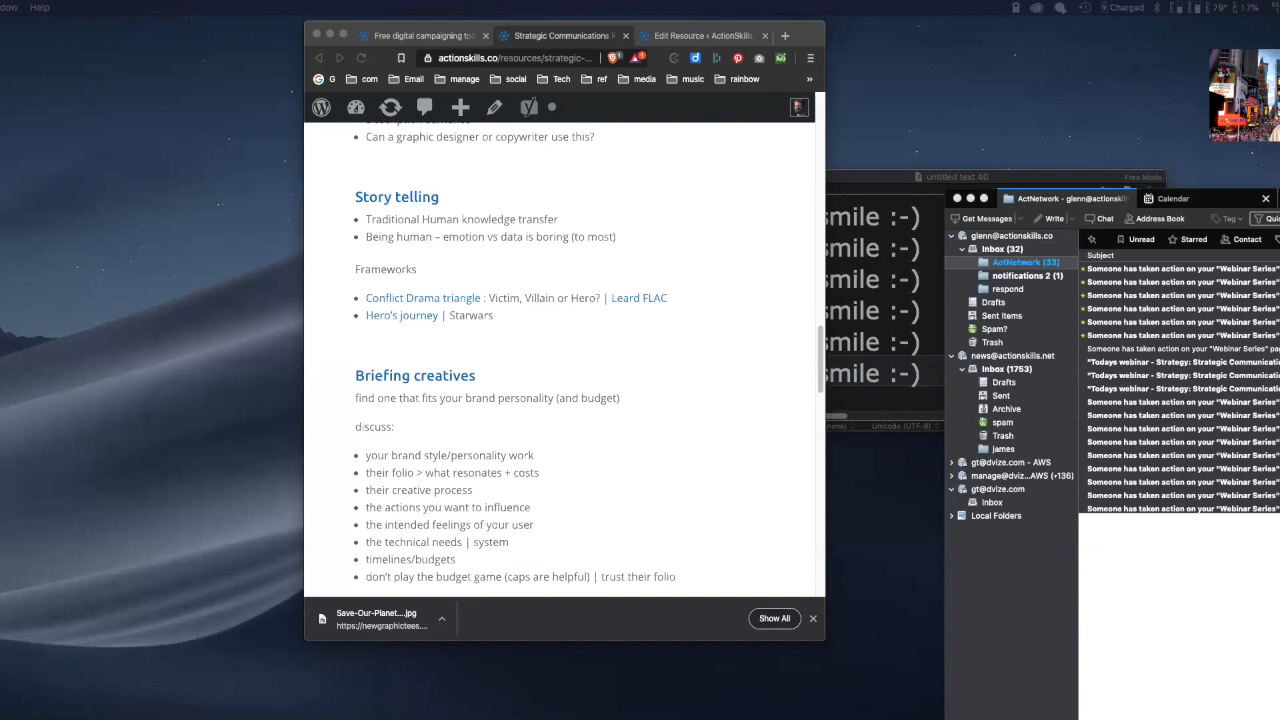 dow Help
Charged 79° 17%
Free digital campaigning too
Strategic Communications R
Edit Resource < ActionSkills.
actionskills.co/resources/strategic-...
G com Email manage social Tech ref media music rainbow »
Can a graphic designer or copywriter use this?
Story telling
Traditional Human knowledge transfer
Being human – emotion vs data is boring (to most)
Frameworks
Conflict Drama triangle : Victim, Villain or Hero? | Leard FLAC
Hero's journey | Starwars
Briefing creatives
find one that fits your brand personality (and budget)
discuss:
your brand style/personality work
their folio > what resonates + costs
their creative process
the actions you want to influence
the intended feelings of your user
the technical needs | system
timelines/budgets
don't play the budget game (caps are helpful) | trust their folio
Save-Our-Planet....jpg
https://newgraphictees....
Show All
untitled text 40
Free Mode
smile :-)
smile :-)
smile :-)
smile :-)
smile :-)
smile :-)
(none) Unicode (UTF-8)
ActNetwork - glenn@actionskill
Calendar
Get Messages Write Chat Address Book Tag Quic
Unread Starred Contact
Subject
glenn@actionskills.co
Inbox (32)
ActNetwork (33)
notifications 2 (1)
respond
Drafts
Sent Items
Spam?
Trash
news@actionskills.net
Inbox (1753)
Drafts
Sent
Archive
spam
Trash
james
gt@dvize.com - AWS
manage@dviz...AWS (+136)
gt@dvize.com
Inbox
Local Folders
Someone has taken action on your "Webinar Series"
Someone has taken action on your "Webinar Series"
Someone has taken action on your "Webinar Series"
Someone has taken action on your "Webinar Series"
Someone has taken action on your "Webinar Series"
Someone has taken action on your "Webinar Series"
Someone has taken action on your "Webinar Series" pag
"Todays webinar - Strategy: Strategic Communicati
"Todays webinar - Strategy: Strategic Communicati
"Todays webinar - Strategy: Strategic Communicati
Someone has taken action on your "Webinar Series"
Someone has taken action on your "Webinar Series"
Someone has taken action on your "Webinar Series"
Someone has taken action on your "Webinar Series"
Someone has taken action on your "Webinar Series"
Someone has taken action on your "Webinar Series"
Someone has taken action on your "Webinar Series"
Someone has taken action on your "Webinar Series"
Someone has taken action on your "Webinar Series"